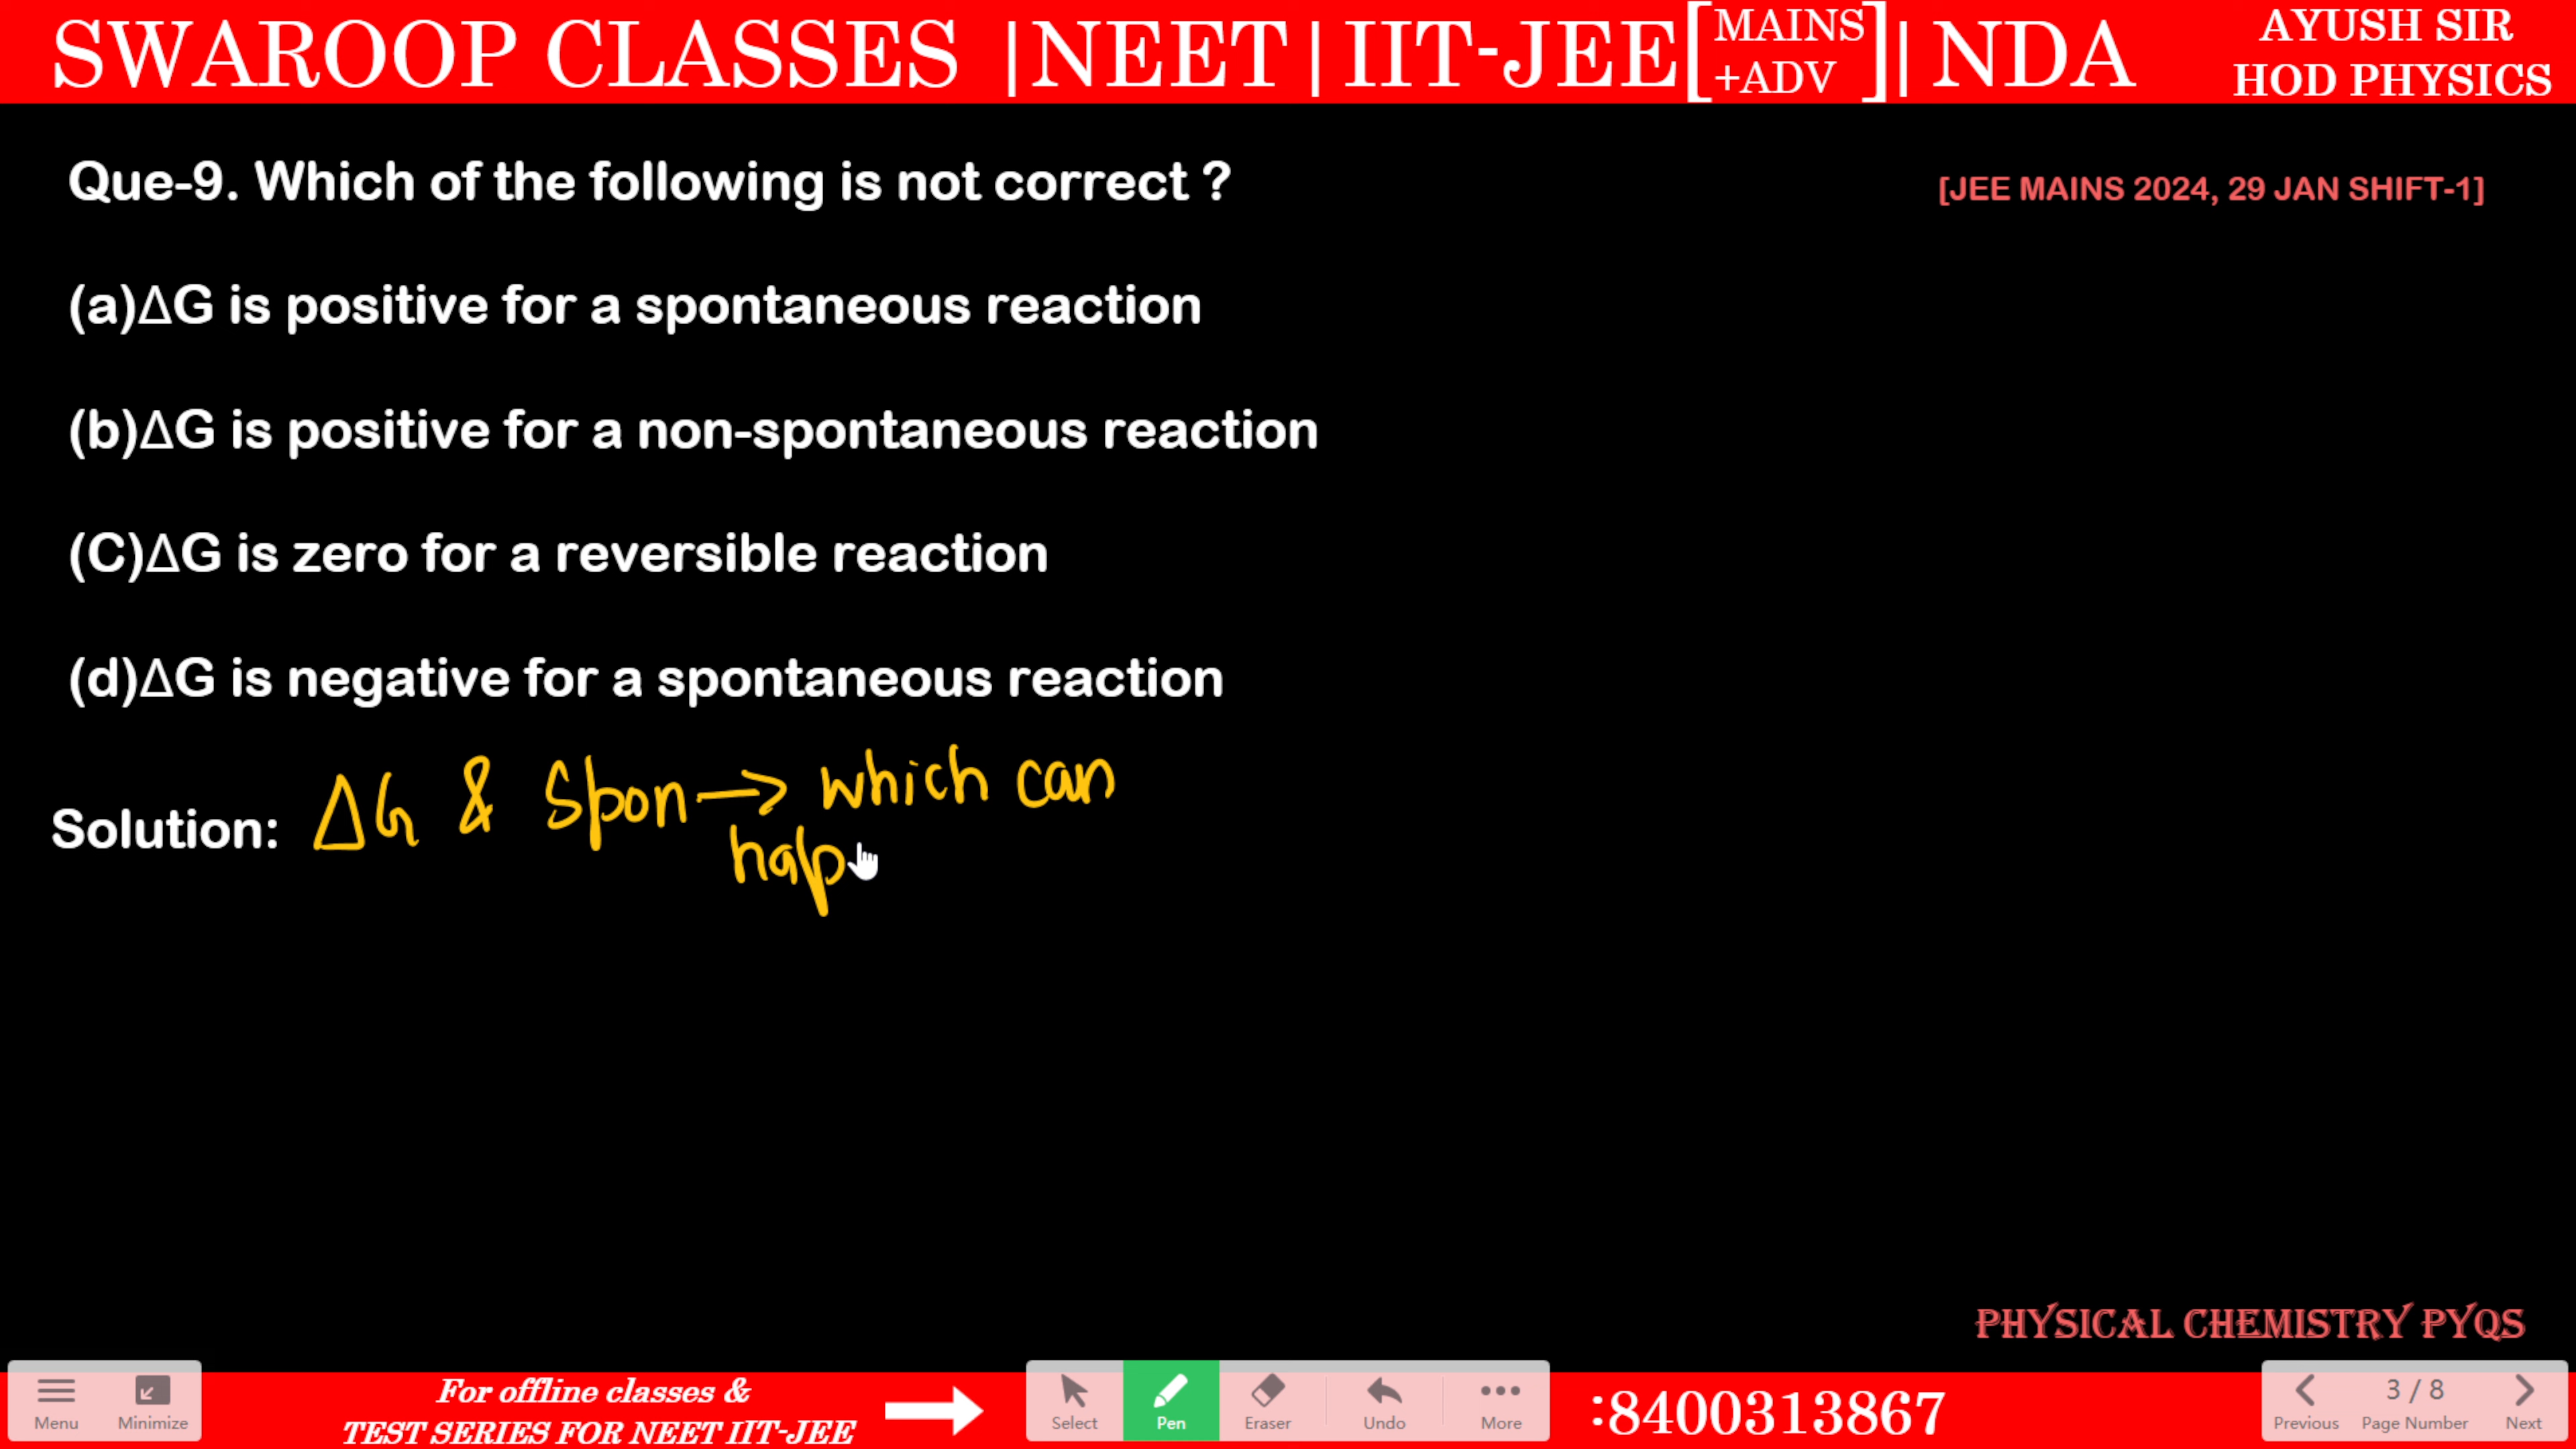 SWAROOP CLASSES |NEET| IIT-JEE[MAINS +ADV]| NDA
AYUSH SIR
HOD PHYSICS
Que-9. Which of the following is not correct ?
[JEE MAINS 2024, 29 JAN SHIFT-1]
(a)ΔG is positive for a spontaneous reaction
(b)ΔG is positive for a non-spontaneous reaction
(C)ΔG is zero for a reversible reaction
(d)ΔG is negative for a spontaneous reaction
Solution: ΔG & Spon → which can
hap
PHYSICAL CHEMISTRY PYQS
Menu
Minimize
For offline classes &
TEST SERIES FOR NEET IIT-JEE
Select
Pen
Eraser
Undo
More
:8400313867
3 / 8
Previous
Page Number
Next